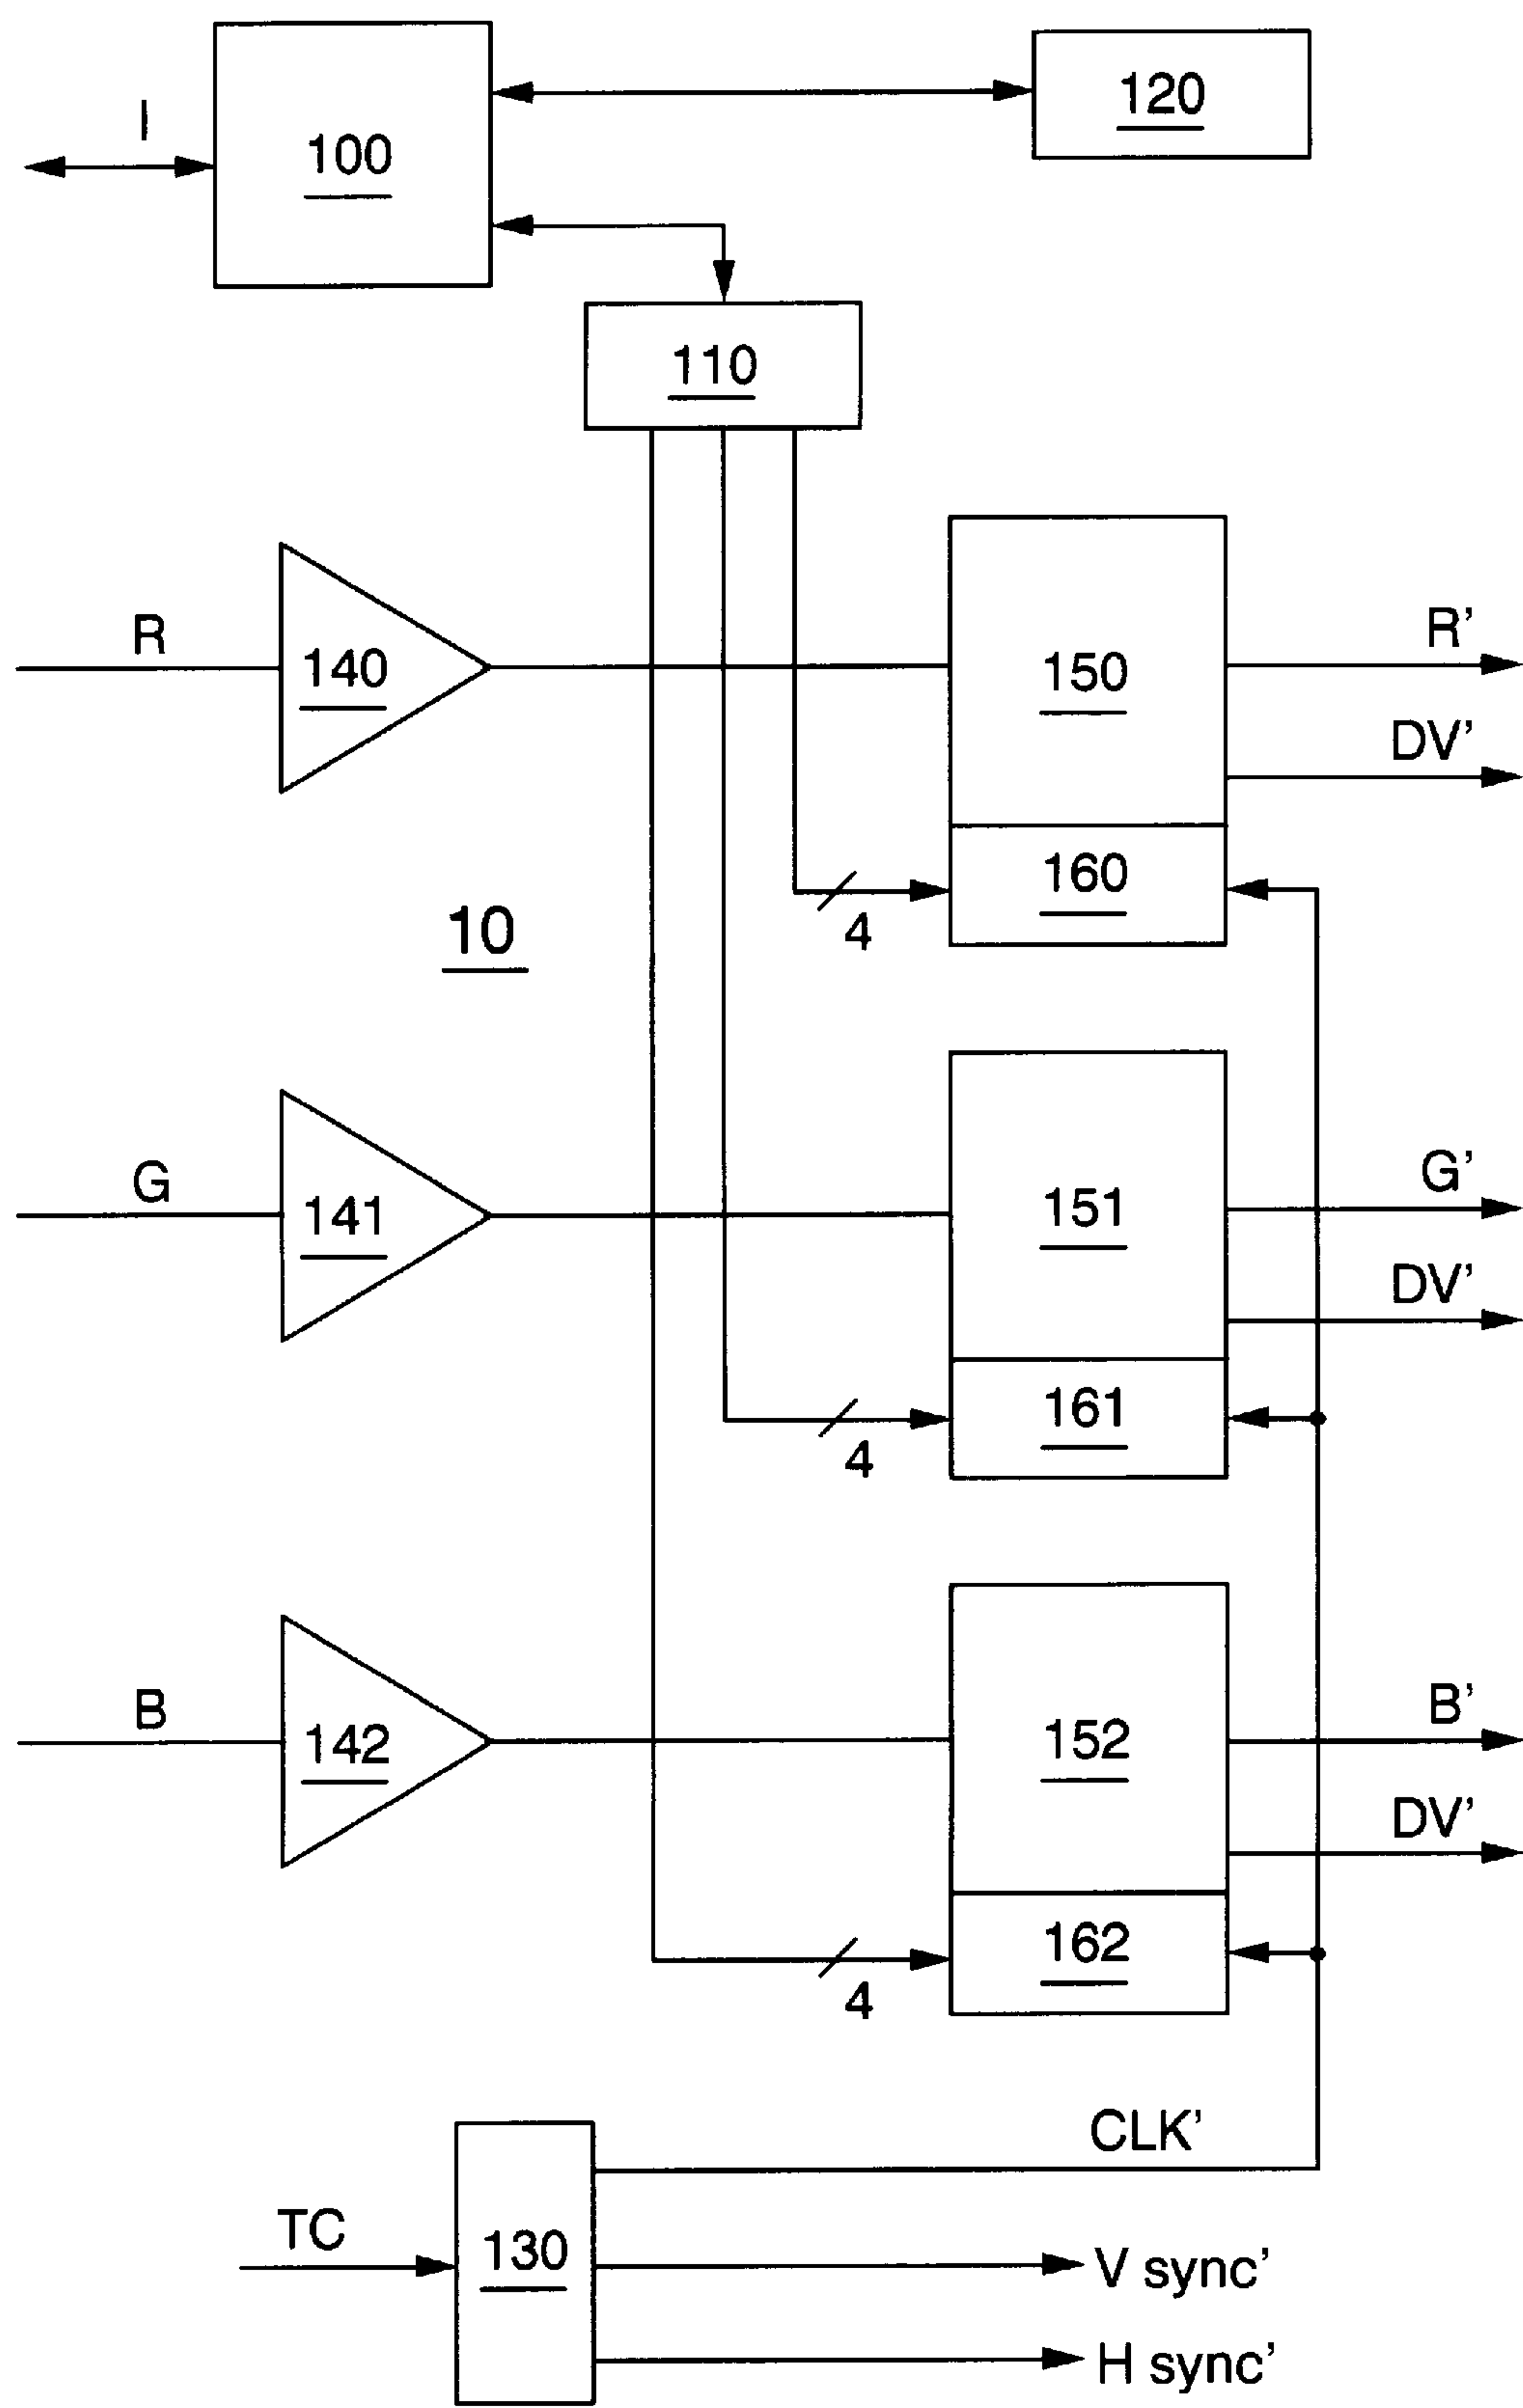 120
I
100
110
R
140
150
R’
DV’
160
4
10
G
141
151
G’
DV’
161
4
B
142
152
B’
DV’
162
4
CLK’
TC
130
V sync’
H sync’